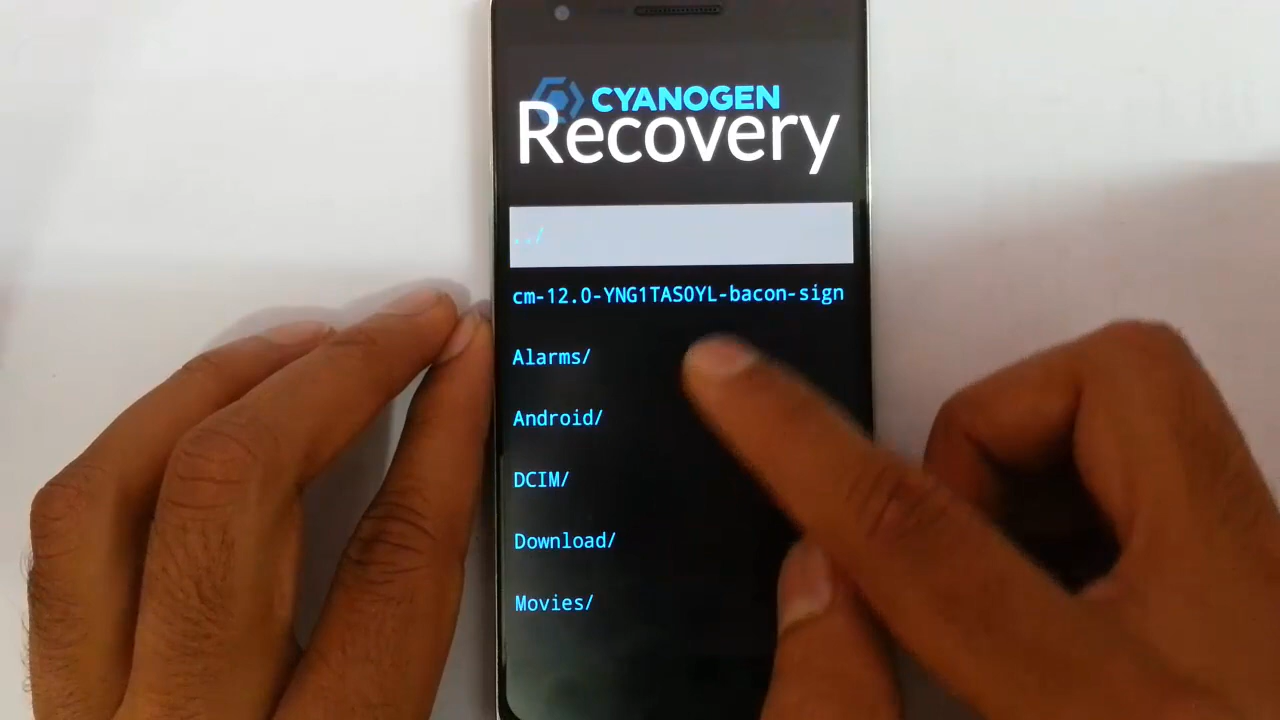 CYANOGEN
Recovery
../
cm-12.0-YNG1TAS0YL-bacon-sign
Alarms/
Android/
DCIM/
Download/
Movies/